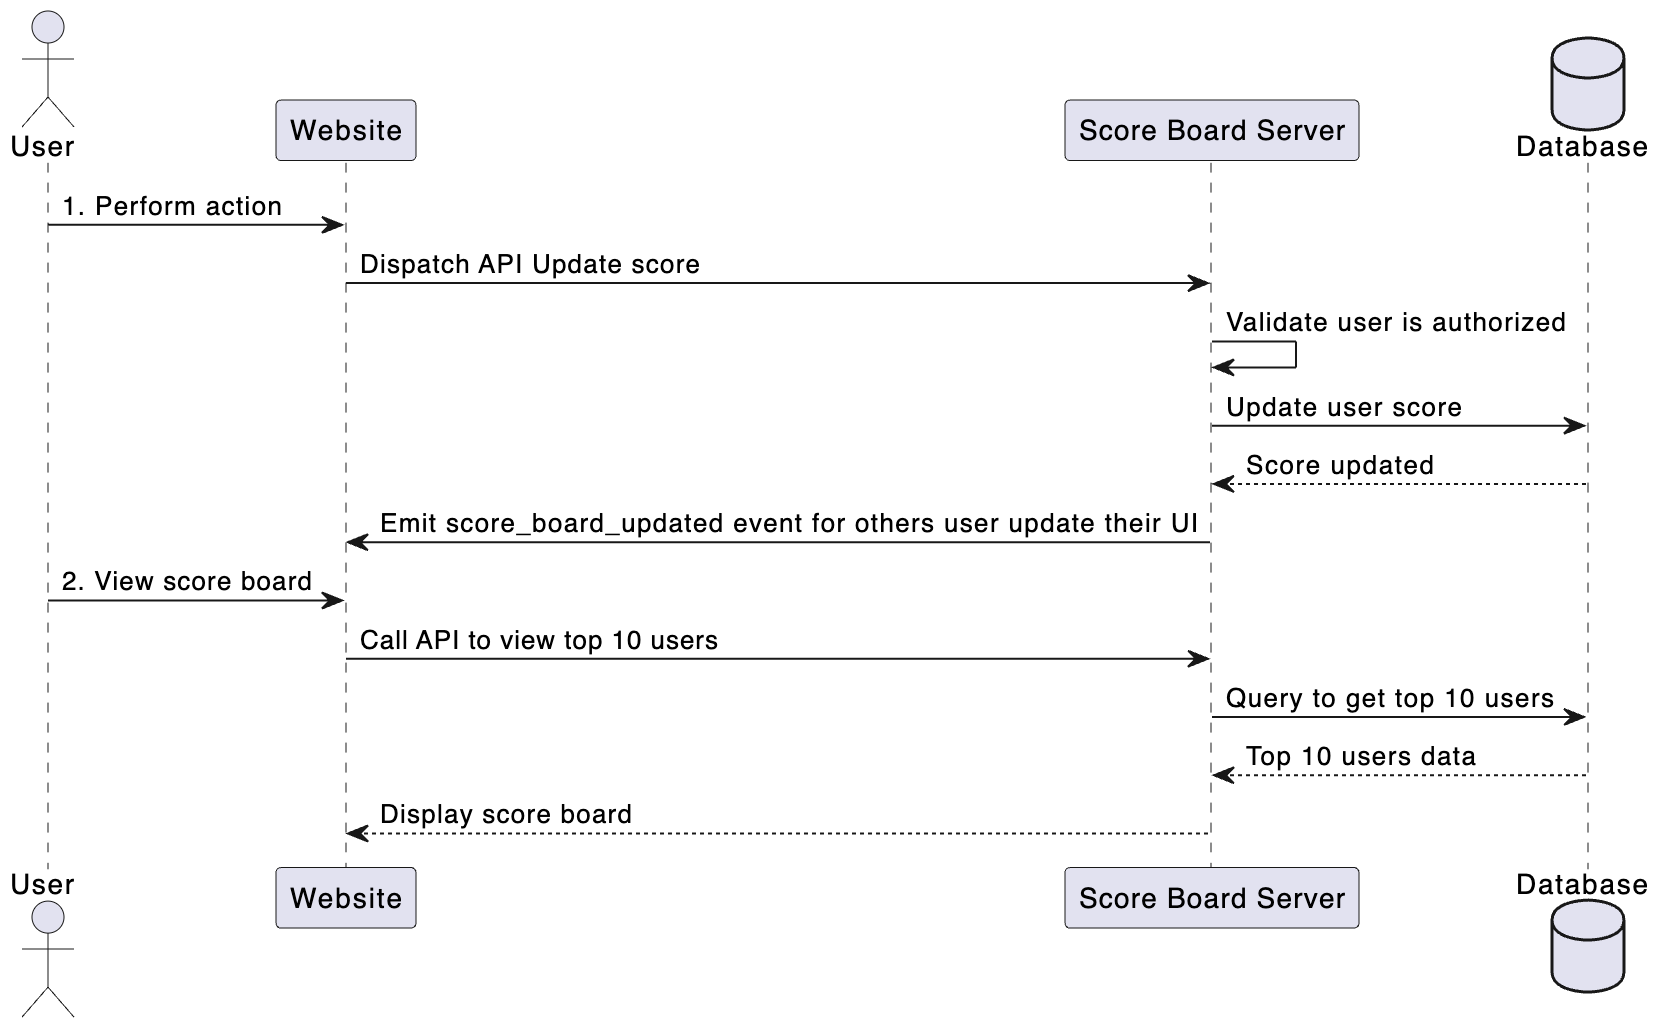 User
Website
Score Board Server
Database
1. Perform action
Dispatch API Update score
Validate user is authorized
Update user score
Score updated
Emit score_board_updated event for others user update their UI
2. View score board
Call API to view top 10 users
Query to get top 10 users
Top 10 users data
Display score board
User
Website
Score Board Server
Database